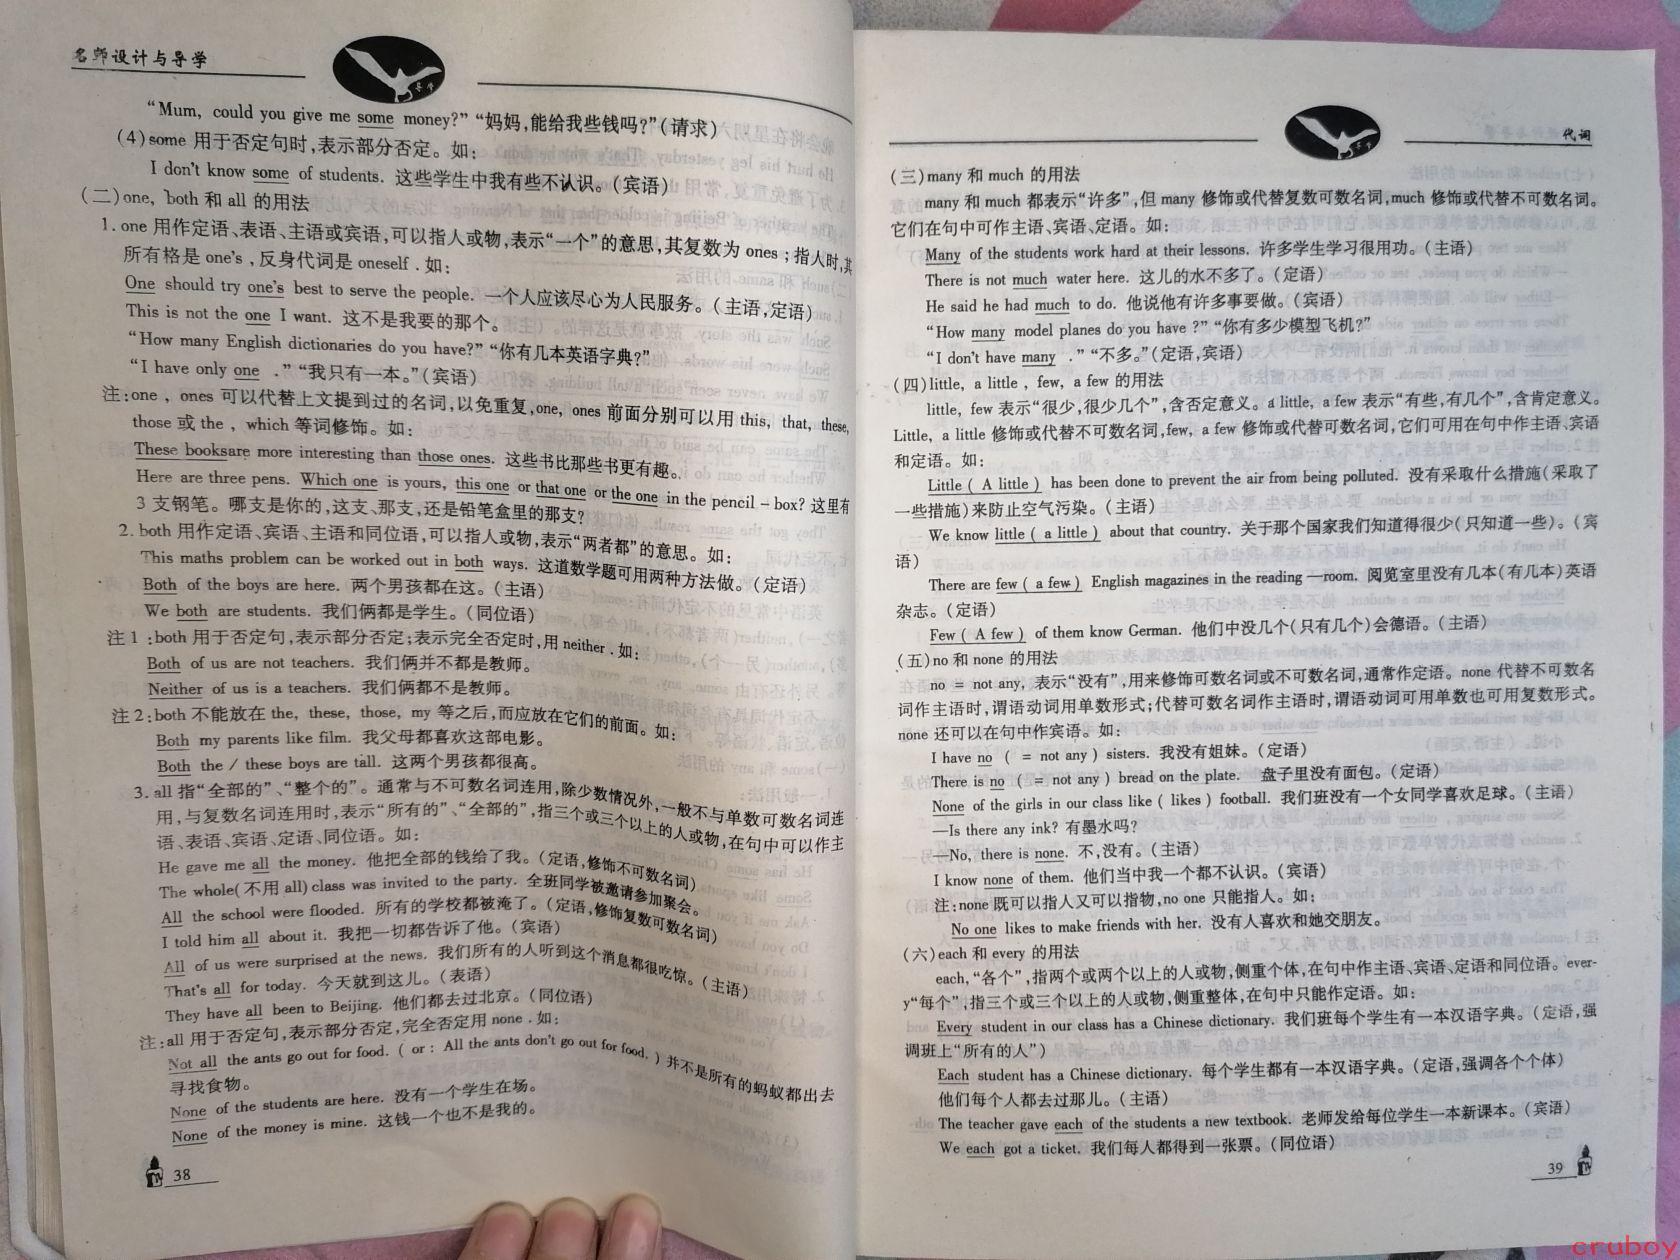 名师设计与导学
“Mum, could you give me some money?” “妈妈,能给我些钱吗?”(请求)
(4) some 用于否定句时,表示部分否定。如:
I don't know some of students. 这些学生中我有些不认识。(宾语)
(二)one, both 和 all 的用法
1. one 用作定语、表语、主语或宾语,可以指人或物,表示“一个”的意思,其复数为 ones ; 指人时,其
所有格是 one's , 反身代词是 oneself . 如:
One should try one's best to serve the people. 一个人应该尽心为人民服务。(主语,定语)
This is not the one I want. 这不是我要的那个。
“How many English dictionaries do you have?” “你有几本英语字典?”
“I have only one .” “我只有一本。”(宾语)
注:one , ones 可以代替上文提到过的名词,以免重复,one, ones 前面分别可以用 this, that, these,
those 或 the , which 等词修饰。如:
These booksare more interesting than those ones. 这些书比那些书更有趣。
Here are three pens. Which one is yours, this one or that one or the one in the pencil – box? 这里有
3 支钢笔。哪支是你的,这支、那支,还是铅笔盒里的那支?
2. both 用作定语、宾语、主语和同位语,可以指人或物,表示“两者都”的意思。如:
This maths problem can be worked out in both ways. 这道数学题可用两种方法做。(定语)
Both of the boys are here. 两个男孩都在这。(主语)
We both are students. 我们俩都是学生。(同位语)
注 1 :both 用于否定句,表示部分否定;表示完全否定时,用 neither . 如:
Both of us are not teachers. 我们俩并不都是教师。
Neither of us is a teachers. 我们俩都不是教师。
注 2:both 不能放在 the, these, those, my 等之后,而应放在它们的前面。如:
Both my parents like film. 我父母都喜欢这部电影。
Both the / these boys are tall. 这两个男孩都很高。
3. all 指“全部的”、“整个的”。通常与不可数名词连用,除少数情况外,一般不与单数可数名词连
用,与复数名词连用时,表示“所有的”、“全部的”,指三个或三个以上的人或物,在句中可以作主
语、表语、宾语、定语、同位语。如:
He gave me all the money. 他把全部的钱给了我。(定语,修饰不可数名词)
The whole(不用 all) class was invited to the party. 全班同学被邀请参加聚会。
All the school were flooded. 所有的学校都被淹了。(定语,修饰复数可数名词)
I told him all about it. 我把一切都告诉了他。(宾语)
All of us were surprised at the news. 我们所有的人听到这个消息都很吃惊。(主语)
That's all for today. 今天就到这儿。(表语)
They have all been to Beijing. 他们都去过北京。(同位语)
注:all 用于否定句,表示部分否定,完全否定用 none . 如:
Not all the ants go out for food. ( or : All the ants don't go out for food. ) 并不是所有的蚂蚁都出去
寻找食物。
None of the students are here. 没有一个学生在场。
None of the money is mine. 这钱一个也不是我的。
38
代词
(三)many 和 much 的用法
many 和 much 都表示“许多”,但 many 修饰或代替复数可数名词,much 修饰或代替不可数名词。
它们在句中可作主语、宾语、定语。如:
Many of the students work hard at their lessons. 许多学生学习很用功。(主语)
There is not much water here. 这儿的水不多了。(定语)
He said he had much to do. 他说他有许多事要做。(宾语)
“How many model planes do you have ?” “你有多少模型飞机?”
“I don't have many .” “不多。”(定语,宾语)
(四)little, a little , few, a few 的用法
little, few 表示“很少,很少几个”,含否定意义。a little, a few 表示“有些,有几个”,含肯定意义。
Little, a little 修饰或代替不可数名词,few, a few 修饰或代替可数名词,它们可用在句中作主语、宾语
和定语。如:
Little ( A little ) has been done to prevent the air from being polluted. 没有采取什么措施(采取了
一些措施)来防止空气污染。(主语)
We know little ( a little ) about that country. 关于那个国家我们知道得很少(只知道一些)。(宾
语)
There are few ( a few ) English magazines in the reading —room. 阅览室里没有几本(有几本)英语
杂志。(定语)
Few ( A few ) of them know German. 他们中没几个(只有几个)会德语。(主语)
(五)no 和 none 的用法
no = not any, 表示“没有”,用来修饰可数名词或不可数名词,通常作定语。none 代替不可数名
词作主语时,谓语动词用单数形式;代替可数名词作主语时,谓语动词可用单数也可用复数形式。
none 还可以在句中作宾语。如:
I have no ( = not any ) sisters. 我没有姐妹。(定语)
There is no ( = not any ) bread on the plate. 盘子里没有面包。(定语)
None of the girls in our class like ( likes ) football. 我们班没有一个女同学喜欢足球。(主语)
—Is there any ink? 有墨水吗?
—No, there is none. 不,没有。(主语)
I know none of them. 他们当中我一个都不认识。(宾语)
注:none 既可以指人又可以指物,no one 只能指人。如:
No one likes to make friends with her. 没有人喜欢和她交朋友。
(六)each 和 every 的用法
each,“各个”,指两个或两个以上的人或物,侧重个体,在句中作主语、宾语、定语和同位语。ever-
y“每个”,指三个或三个以上的人或物,侧重整体,在句中只能作定语。如:
Every student in our class has a Chinese dictionary. 我们班每个学生有一本汉语字典。(定语,强
调班上“所有的人”)
Each student has a Chinese dictionary. 每个学生都有一本汉语字典。(定语,强调各个个体)
他们每个人都去过那儿。(主语)
The teacher gave each of the students a new textbook. 老师发给每位学生一本新课本。(宾语)
We each got a ticket. 我们每人都得到一张票。(同位语)
39
cruboy